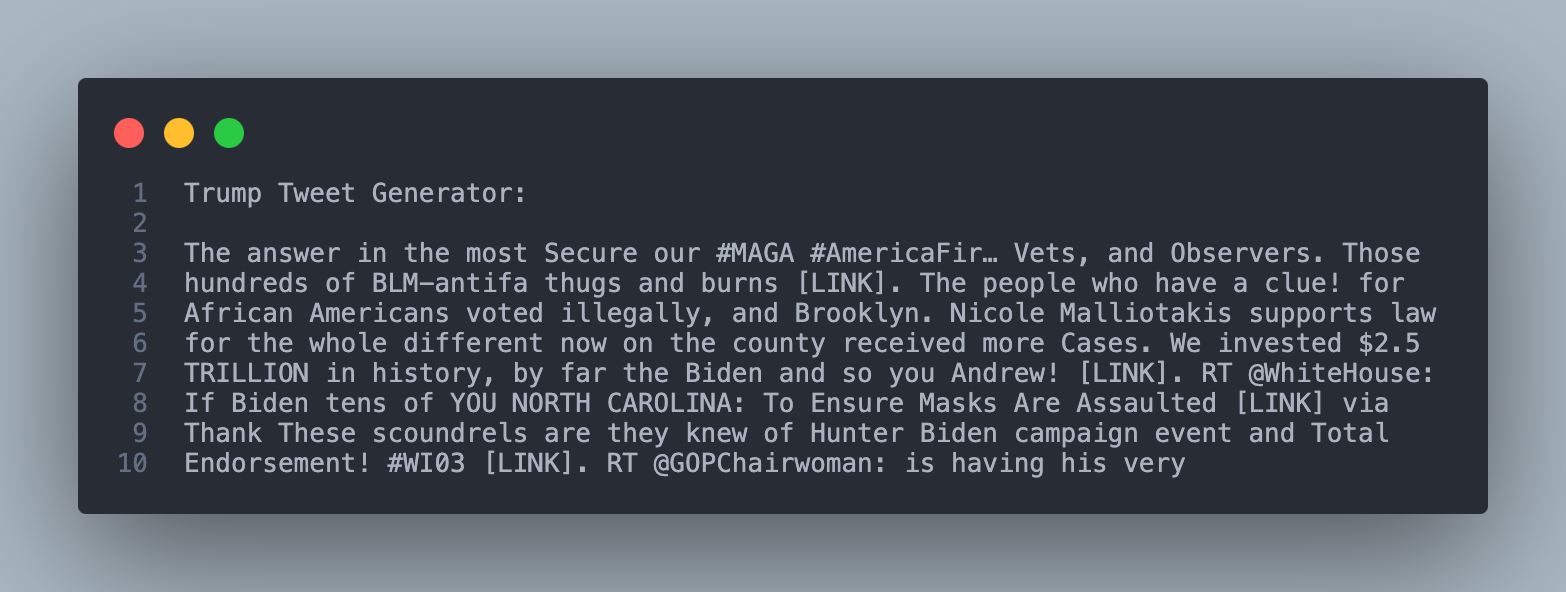 1 Trump Tweet Generator:
2
3 The answer in the most Secure our #MAGA #AmericaFir… Vets, and Observers. Those
4 hundreds of BLM–antifa thugs and burns [LINK]. The people who have a clue! for
5 African Americans voted illegally, and Brooklyn. Nicole Malliotakis supports law
6 for the whole different now on the county received more Cases. We invested $2.5
7 TRILLION in history, by far the Biden and so you Andrew! [LINK]. RT @WhiteHouse:
8 If Biden tens of YOU NORTH CAROLINA: To Ensure Masks Are Assaulted [LINK] via
9 Thank These scoundrels are they knew of Hunter Biden campaign event and Total
10 Endorsement! #WI03 [LINK]. RT @GOPChairwoman: is having his very